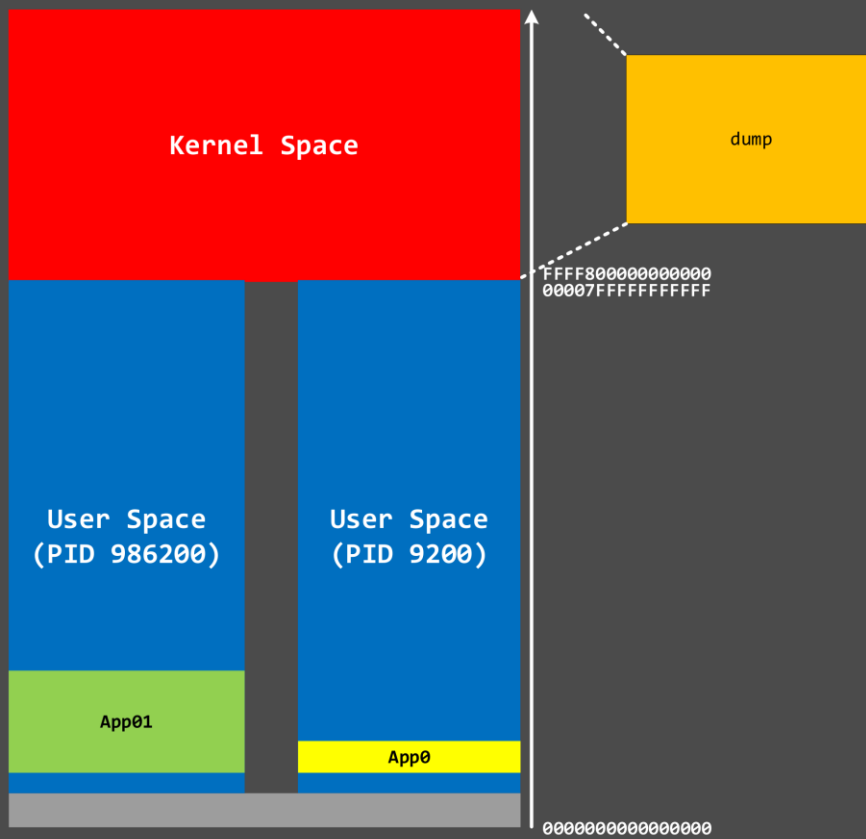 Kernel Space
dump
FFFF800000000000
00007FFFFFFFFFFF
User Space
(PID 986200)
User Space
(PID 9200)
App01
App0
0000000000000000